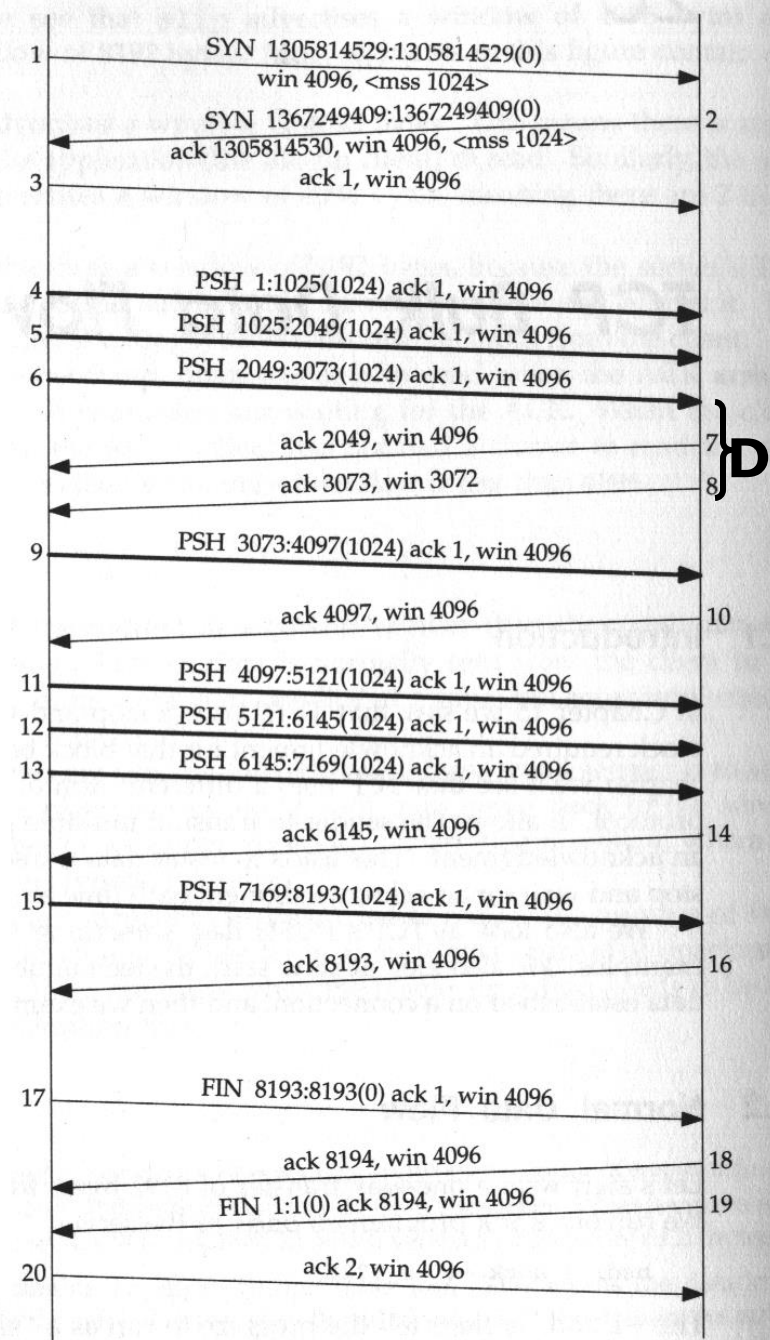 1
SYN 1305814529:1305814529(0)
win 4096, <mss 1024>
SYN 1367249409:1367249409(0)
2
ack 1305814530, win 4096, <mss 1024>
3
ack 1, win 4096
4
PSH 1:1025(1024) ack 1, win 4096
5
PSH 1025:2049(1024) ack 1, win 4096
6
PSH 2049:3073(1024) ack 1, win 4096
ack 2049, win 4096
7
D
ack 3073, win 3072
8
9
PSH 3073:4097(1024) ack 1, win 4096
ack 4097, win 4096
10
11
PSH 4097:5121(1024) ack 1, win 4096
12
PSH 5121:6145(1024) ack 1, win 4096
13
PSH 6145:7169(1024) ack 1, win 4096
ack 6145, win 4096
14
15
PSH 7169:8193(1024) ack 1, win 4096
ack 8193, win 4096
16
17
FIN 8193:8193(0) ack 1, win 4096
ack 8194, win 4096
18
FIN 1:1(0) ack 8194, win 4096
19
20
ack 2, win 4096